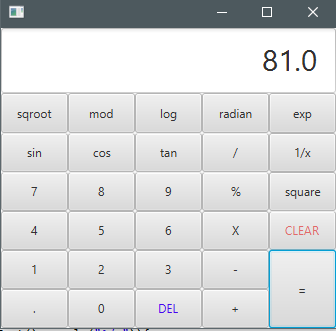 81.0
sqroot mod log radian exp
sin cos tan / 1/x
7 8 9 % square
4 5 6 X CLEAR
1 2 3 - =
. 0 DEL +